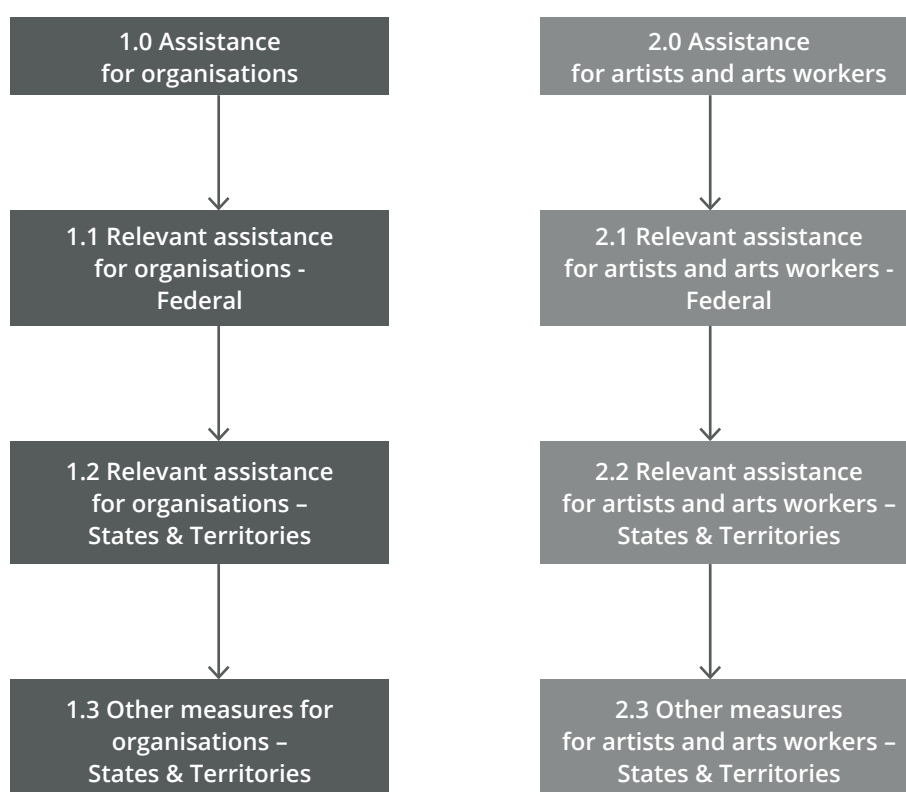 1.0 Assistance
for organisations
1.1 Relevant assistance
for organisations -
Federal
1.2 Relevant assistance
for organisations –
States & Territories
1.3 Other measures for
organisations –
States & Territories
2.0 Assistance
for artists and arts workers
2.1 Relevant assistance
for artists and arts workers -
Federal
2.2 Relevant assistance
for artists and arts workers –
States & Territories
2.3 Other measures
for artists and arts workers –
States & Territories